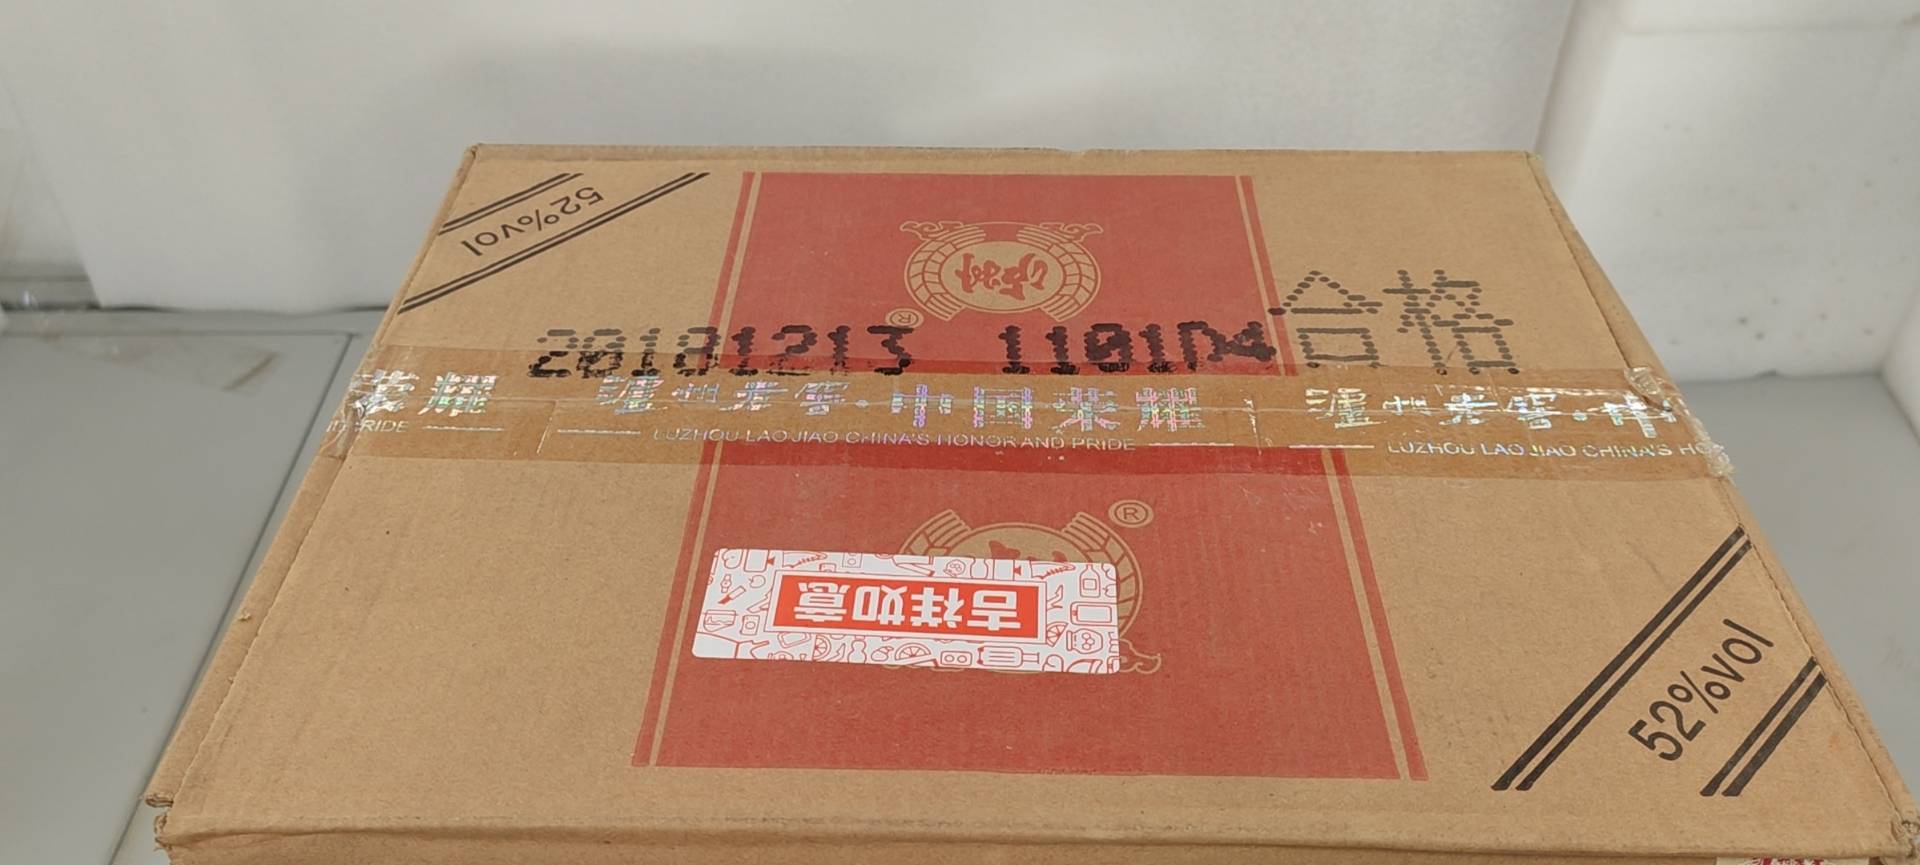 52%vol
®
20181213 1101D4 合格
荣耀 泸州老窖·中国荣耀 泸州老窖·中
PRIDE LUZHOU LAO JIAO CHINA'S HONOR AND PRIDE LUZHOU LAO JIAO CHINA'S HO
®
吉祥如意
52%vol